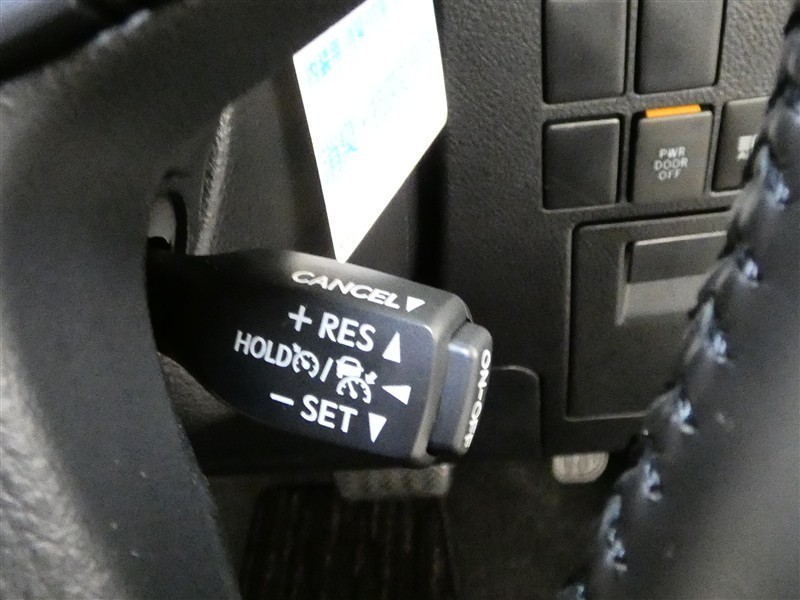 PWR
DOOR
OFF
CANCEL▼
+ RES ▲
HOLD /
− SET ▼
ON-OFF